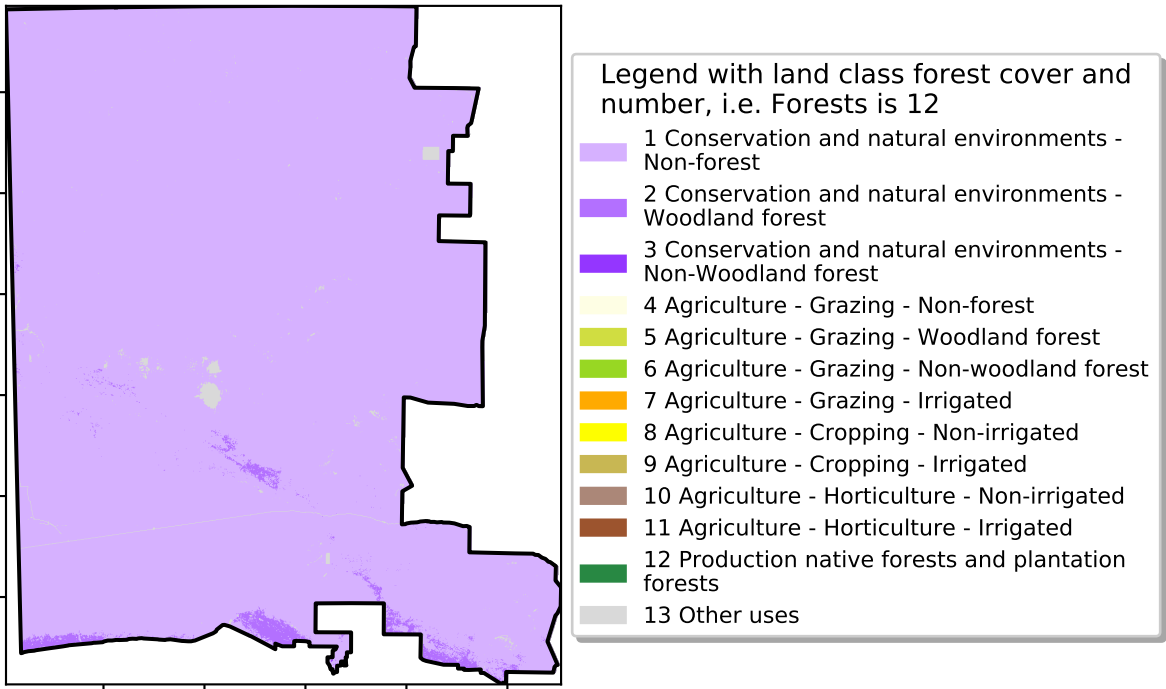 Legend with land class forest cover and
number, i.e. Forests is 12
1 Conservation and natural environments -
Non-forest
2 Conservation and natural environments -
Woodland forest
3 Conservation and natural environments -
Non-Woodland forest
4 Agriculture - Grazing - Non-forest
5 Agriculture - Grazing - Woodland forest
6 Agriculture - Grazing - Non-woodland forest
7 Agriculture - Grazing - Irrigated
8 Agriculture - Cropping - Non-irrigated
9 Agriculture - Cropping - Irrigated
10 Agriculture - Horticulture - Non-irrigated
11 Agriculture - Horticulture - Irrigated
12 Production native forests and plantation
forests
13 Other uses